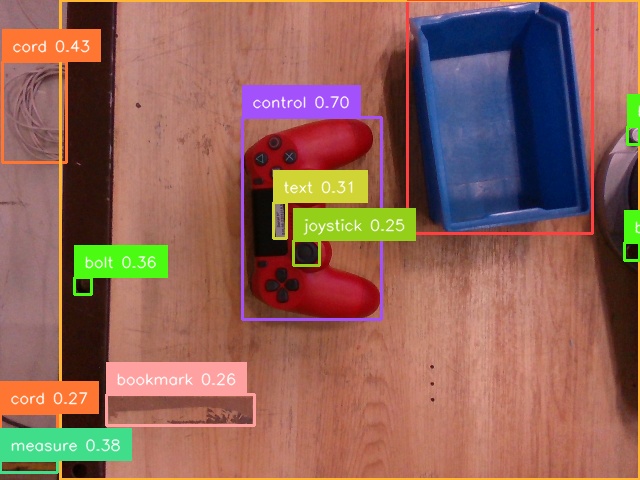 cord 0.43
control 0.70
text 0.31
joystick 0.25
bolt 0.36
bookmark 0.26
cord 0.27
measure 0.38